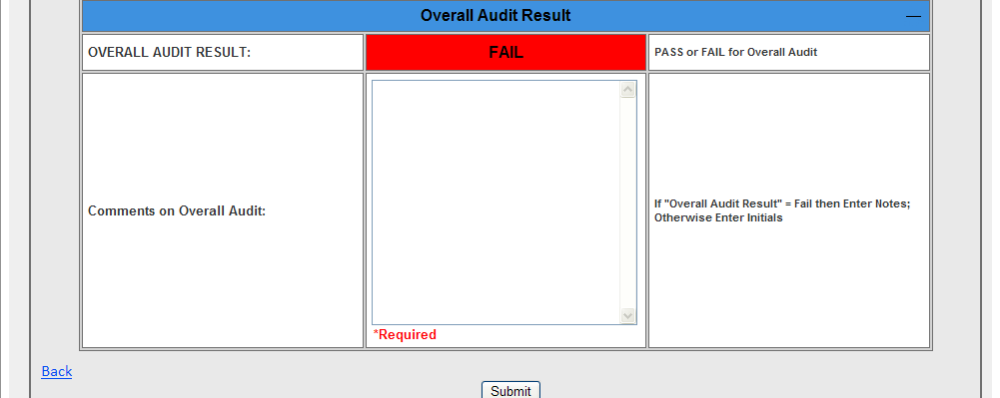 Overall Audit Result
OVERALL AUDIT RESULT:
FAIL
PASS or FAIL for Overall Audit
Comments on Overall Audit:
If "Overall Audit Result" = Fail then Enter Notes;
Otherwise Enter Initials
*Required
Back
Submit